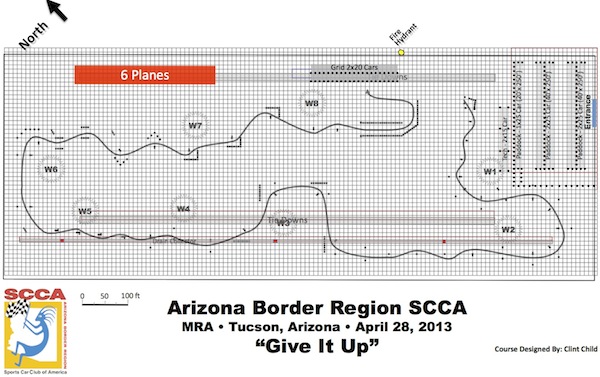 North
Fire
Hydrant
6 Planes
Grid 2x20 Cars
W8
W7
W6
W5
W4
W3
Tie Downs
W1
W2
Entrance
SCCA
Sports Car Club of America
0 50 100 ft
Arizona Border Region SCCA
MRA • Tucson, Arizona • April 28, 2013
“Give It Up”
Course Designed By: Clint Child